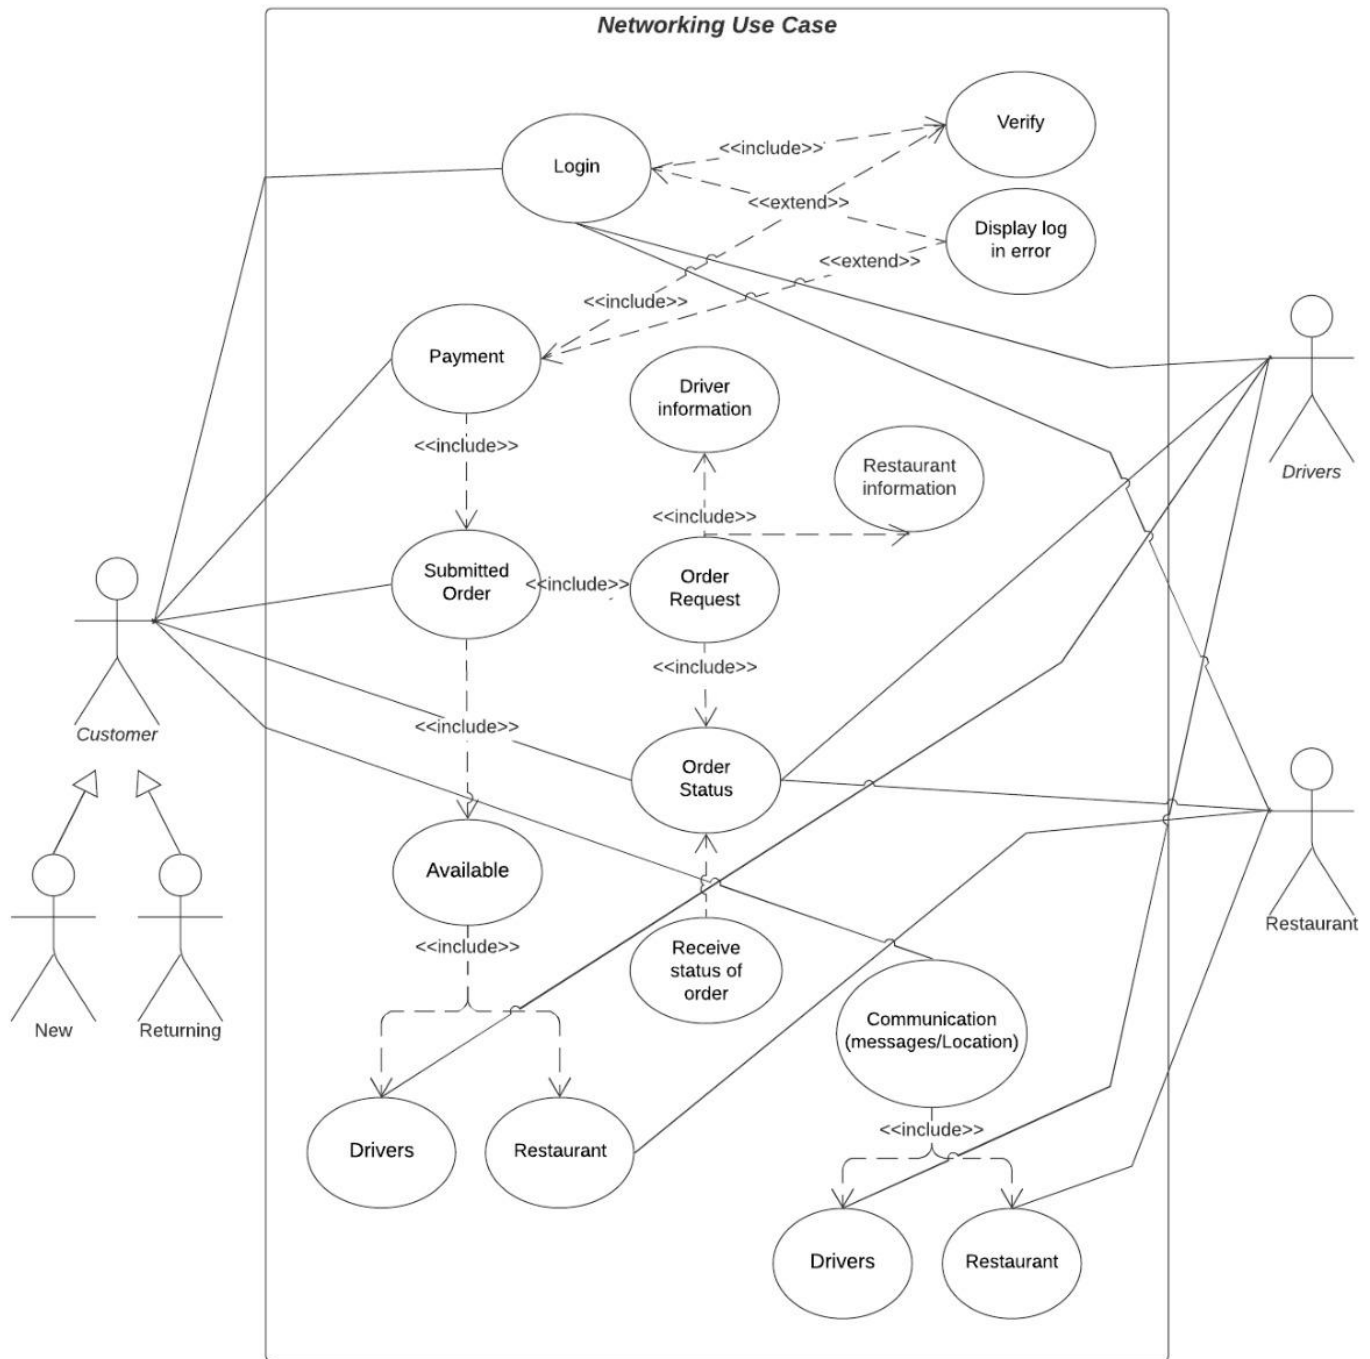 Networking Use Case
Verify
Login
<<include>>
<<extend>>
Display log
in error
<<extend>>
<<include>>
Payment
Driver
information
<<include>>
Restaurant
information
Drivers
<<include>>
Submitted
Order
<<include>>
Order
Request
<<include>>
Customer
<<include>>
Order
Status
Available
Restaurant
<<include>>
Receive
status of
order
New
Returning
Communication
(messages/Location)
<<include>>
Drivers
Restaurant
Drivers
Restaurant